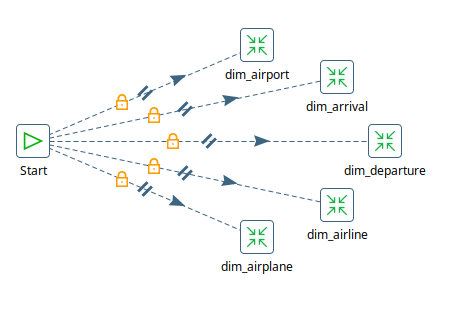 dim_airport
dim_arrival
Start
dim_departure
dim_airline
dim_airplane